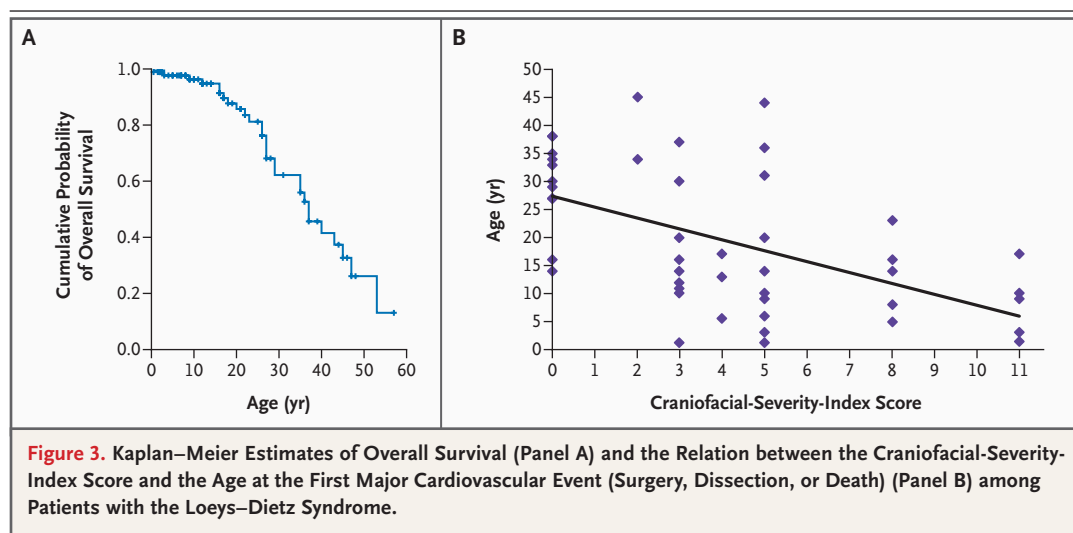 A
Cumulative Probability
of Overall Survival
1.0
0.8
0.6
0.4
0.2
0.0
0 10 20 30 40 50 60
Age (yr)
B
Age (yr)
50
45
40
35
30
25
20
15
10
5
0
0 1 2 3 4 5 6 7 8 9 10 11
Craniofacial-Severity-Index Score
Figure 3. Kaplan–Meier Estimates of Overall Survival (Panel A) and the Relation between the Craniofacial-Severity-
Index Score and the Age at the First Major Cardiovascular Event (Surgery, Dissection, or Death) (Panel B) among
Patients with the Loeys–Dietz Syndrome.